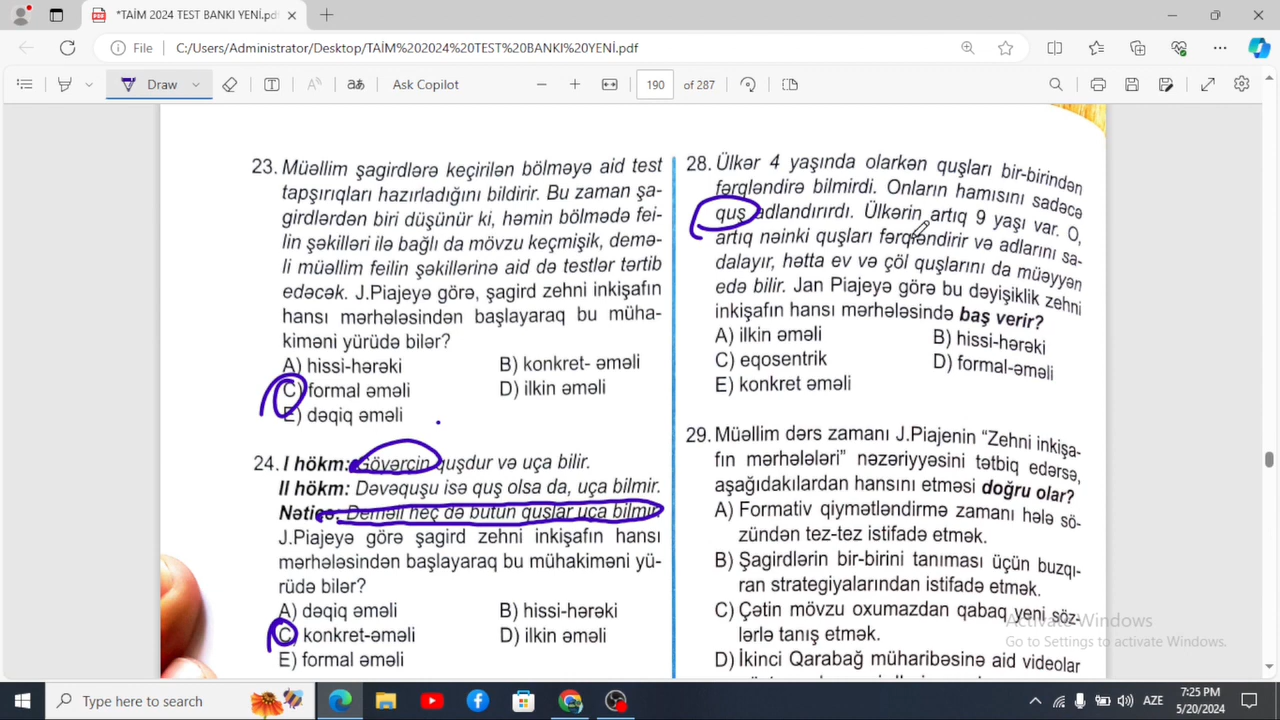 *TAİM 2024 TEST BANKI YENİ.pdf
File
C:/Users/Administrator/Desktop/TAİM%202024%20TEST%20BANKI%20YENİ.pdf
Draw
Ask Copilot
190 of 287
23. Müəllim şagirdlərə keçirilən bölməyə aid test
tapşırıqları hazırladığını bildirir. Bu zaman şa-
girdlərdən biri düşünür ki, həmin bölmədə fei-
lin şəkilləri ilə bağlı da mövzu keçmişik, demə-
li müəllim feilin şəkillərinə aid də testlər tərtib
edəcək. J.Piajeyə görə, şagird zehni inkişafın
hansı mərhələsindən başlayaraq bu müha-
kiməni yürüdə bilər?
A) hissi-hərəki
B) konkret- əməli
C) formal əməli
D) ilkin əməli
E) dəqiq əməli
24. I hökm: Göyərçin quşdur və uça bilir.
II hökm: Dəvəquşu isə quş olsa da, uça bilmir.
Nəticə: Deməli heç də bütün quşlar uça bilmir.
J.Piajeyə görə şagird zehni inkişafın hansı
mərhələsindən başlayaraq bu mühakiməni yü-
rüdə bilər?
A) dəqiq əməli
B) hissi-hərəki
C) konkret-əməli
D) ilkin əməli
E) formal əməli
28. Ülkər 4 yaşında olarkən quşları bir-birindən
fərqləndirə bilmirdi. Onların hamısını sadəcə
quş adlandırırdı. Ülkərin artıq 9 yaşı var. O,
artıq nəinki quşları fərqləndirir və adlarını sa-
dalayır, hətta ev və çöl quşlarını da müəyyən
edə bilir. Jan Piajeyə görə bu dəyişiklik zehni
inkişafın hansı mərhələsində baş verir?
A) ilkin əməli
B) hissi-hərəki
C) eqosentrik
D) formal-əməli
E) konkret əməli
29. Müəllim dərs zamanı J.Piajenin “Zehni inkişa-
fın mərhələləri” nəzəriyyəsini tətbiq edərsə,
aşağıdakılardan hansını etməsi doğru olar?
A) Formativ qiymətləndirmə zamanı hələ sö-
zündən tez-tez istifadə etmək.
B) Şagirdlərin bir-birini tanıması üçün buzqı-
ran strategiyalarından istifadə etmək.
C) Çətin mövzu oxumazdan qabaq yeni söz-
lərlə tanış etmək.
D) İkinci Qarabağ müharibəsinə aid videolar
Activate Windows
Go to Settings to activate Windows.
Type here to search
AZE
7:25 PM
5/20/2024